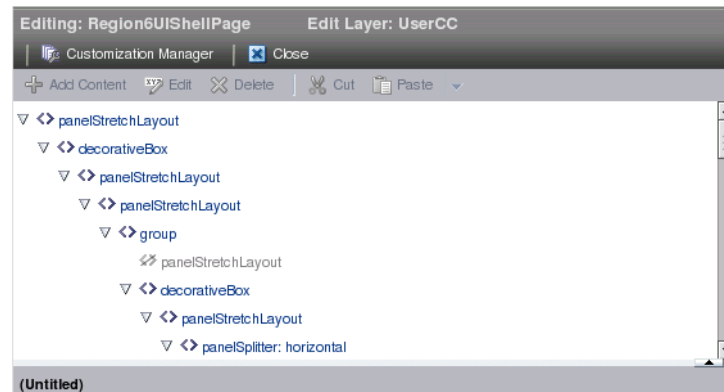 Editing: Region6UIShellPage Edit Layer: UserCC
Customization Manager Close
Add Content Edit Delete Cut Paste
panelStretchLayout
decorativeBox
panelStretchLayout
panelStretchLayout
group
panelStretchLayout
decorativeBox
panelStretchLayout
panelSplitter: horizontal
(Untitled)